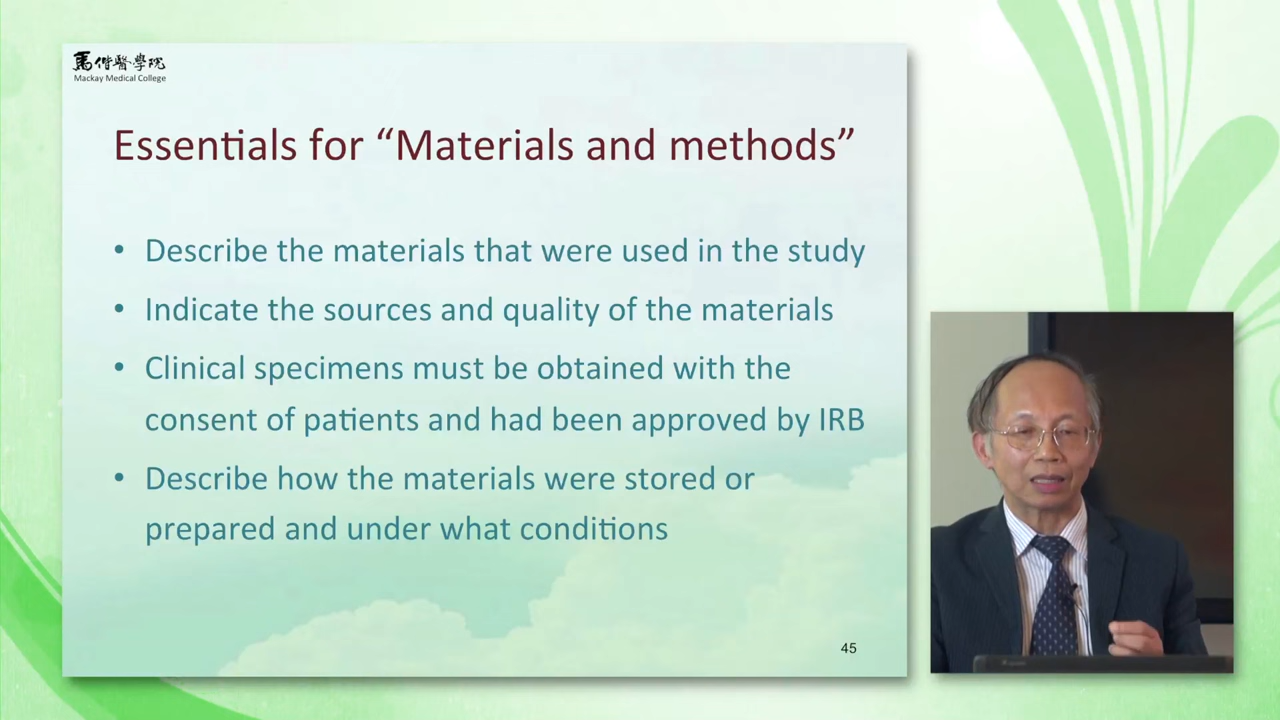 馬偕醫學院
Mackay Medical College
Essentials for “Materials and methods”
• Describe the materials that were used in the study
• Indicate the sources and quality of the materials
• Clinical specimens must be obtained with the
consent of patients and had been approved by IRB
• Describe how the materials were stored or
prepared and under what conditions
45